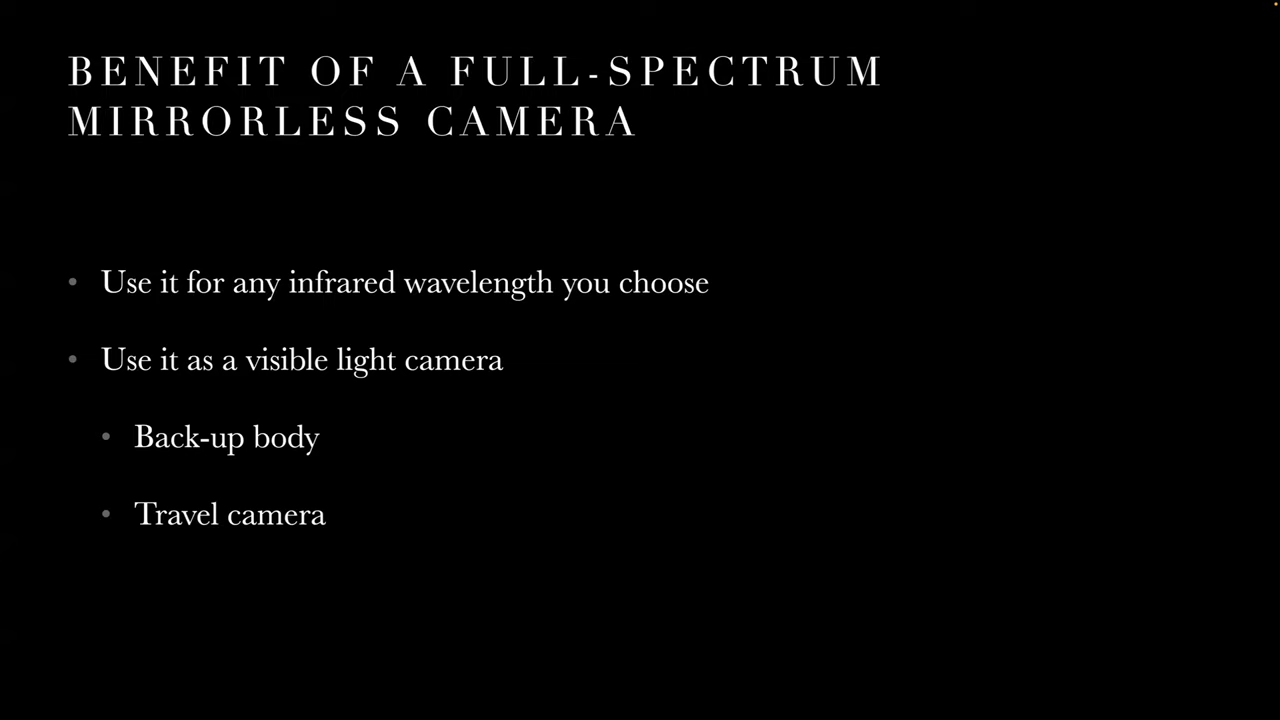 BENEFIT OF A FULL-SPECTRUM
MIRRORLESS CAMERA
• Use it for any infrared wavelength you choose
• Use it as a visible light camera
• Back-up body
• Travel camera